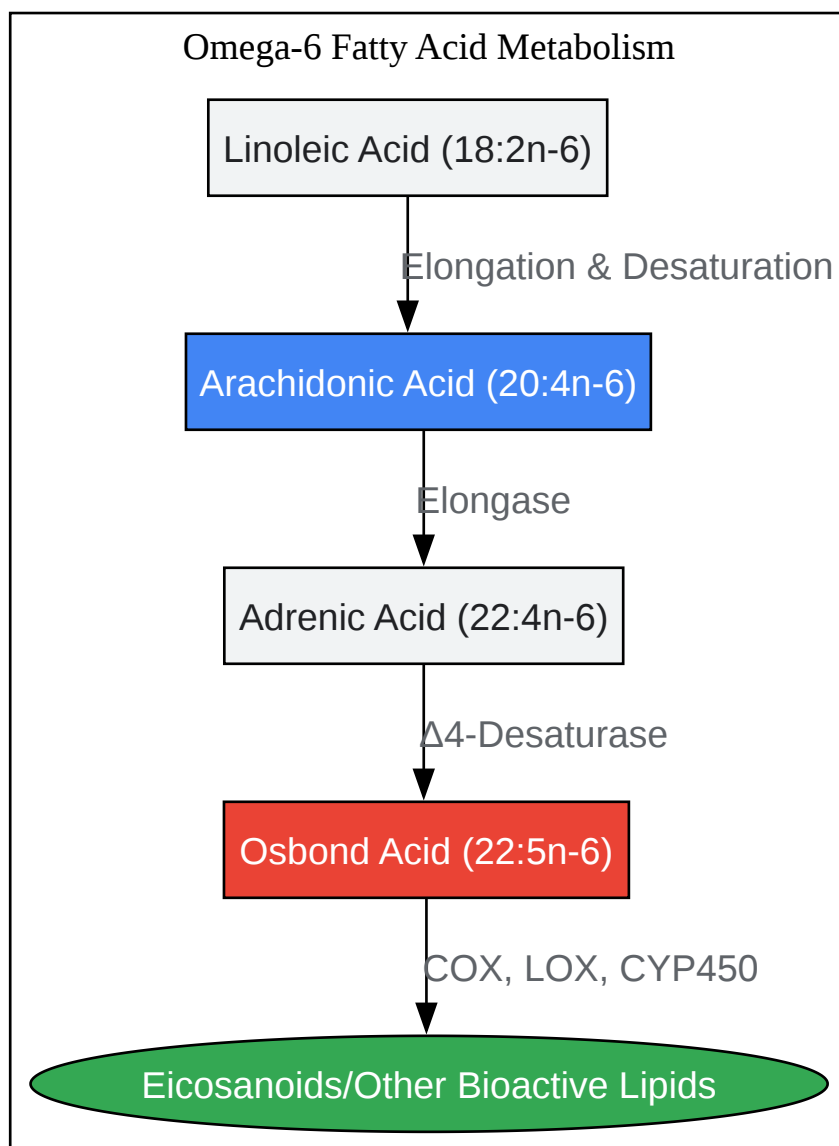 Omega-6 Fatty Acid Metabolism
Linoleic Acid (18:2n-6)
Elongation & Desaturation
Arachidonic Acid (20:4n-6)
Elongase
Adrenic Acid (22:4n-6)
Δ4-Desaturase
Osbond Acid (22:5n-6)
COX, LOX, CYP450
Eicosanoids/Other Bioactive Lipids